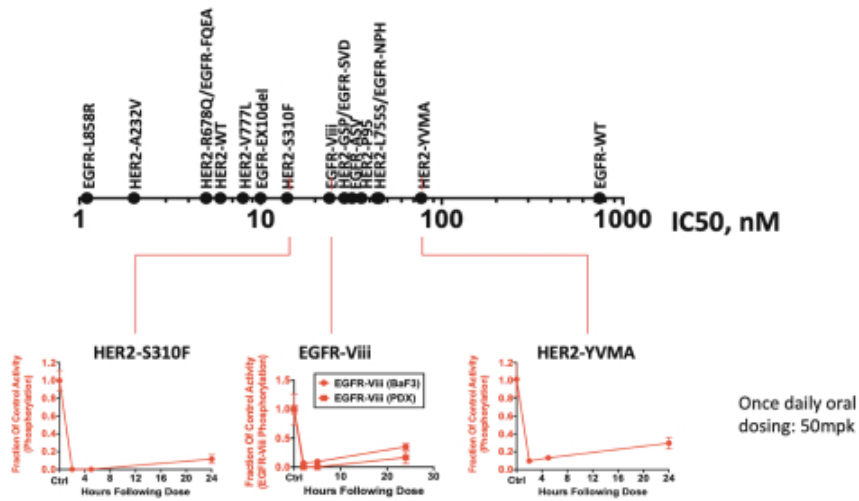 EGFR-L858R
HER2-A232V
HER2-R678Q/EGFR-FQEA
HER2-WT
HER2-V777L
EGFR-EX10del
HER2-S310F
EGFR-Viii
HER2-GSP/EGFR-SVD
EGFR-ASV
HER2-P95
HER2-L755S/EGFR-NPH
HER2-YVMA
EGFR-WT
1 10 100 1000 IC50, nM
HER2-S310F
Fraction Of Control Activity
(Phosphorylation)
1.2
1.0
0.8
0.6
0.4
0.2
0.0
Ctrl 4 8 12 16 20 24
Hours Following Dose
EGFR-Viii
Fraction Of Control Activity
(EGFR-Viii Phosphorylation)
1.5
1.0
0.5
0.0
EGFR-Viii (BaF3)
EGFR-Viii (PDX)
Ctrl 10 20 30
Hours Following Dose
HER2-YVMA
Fraction Of Control Activity
(Phosphorylation)
1.2
1.0
0.8
0.6
0.4
0.2
0.0
Ctrl 4 8 12 16 20 24
Hours Following Dose
Once daily oral
dosing: 50mpk